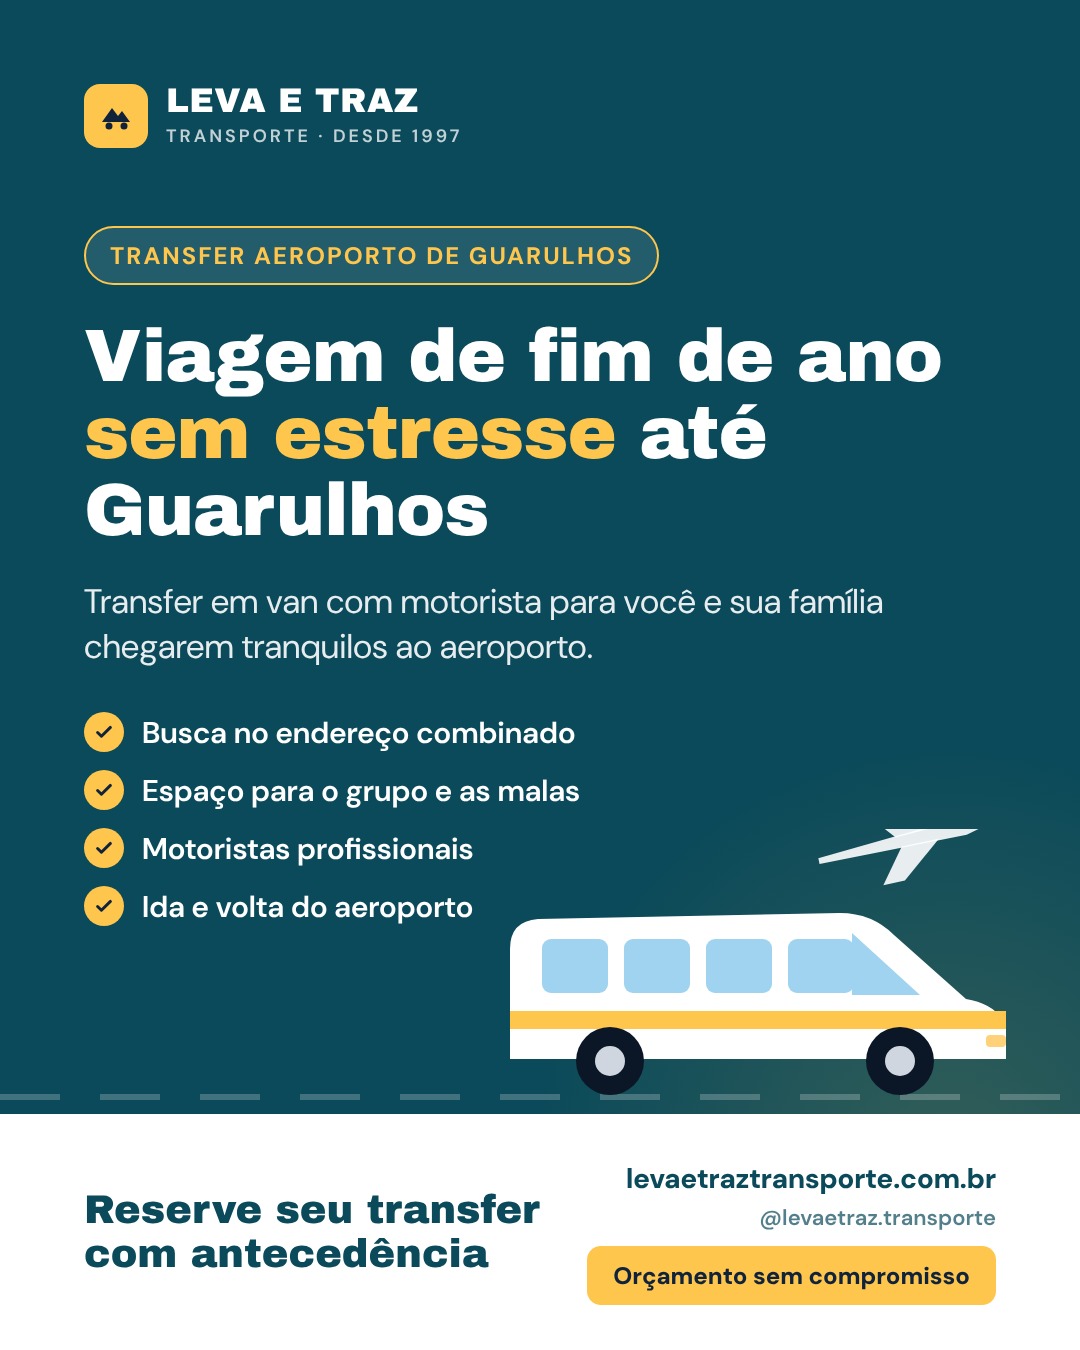 LEVA E TRAZ
TRANSPORTE · DESDE 1997
TRANSFER AEROPORTO DE GUARULHOS
Viagem de fim de ano
sem estresse até
Guarulhos
Transfer em van com motorista para você e sua família
chegarem tranquilos ao aeroporto.
Busca no endereço combinado
Espaço para o grupo e as malas
Motoristas profissionais
Ida e volta do aeroporto
Reserve seu transfer
com antecedência
levaetraztransporte.com.br
@levaetraz.transporte
Orçamento sem compromisso